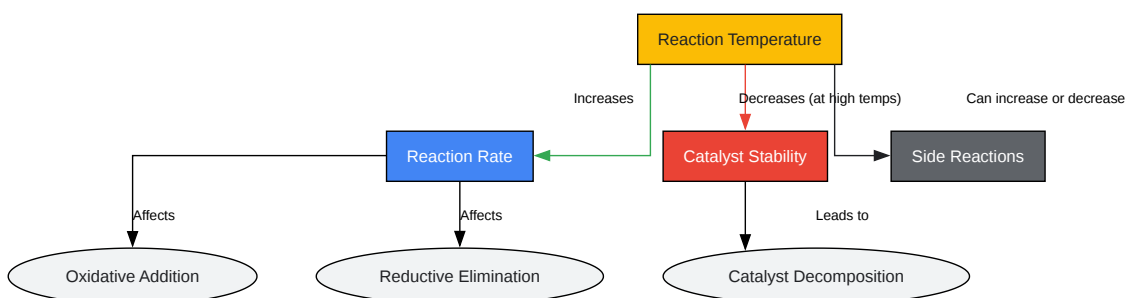 Reaction Temperature
Increases
Decreases (at high temps)
Can increase or decrease
Reaction Rate
Catalyst Stability
Side Reactions
Affects
Affects
Leads to
Oxidative Addition
Reductive Elimination
Catalyst Decomposition